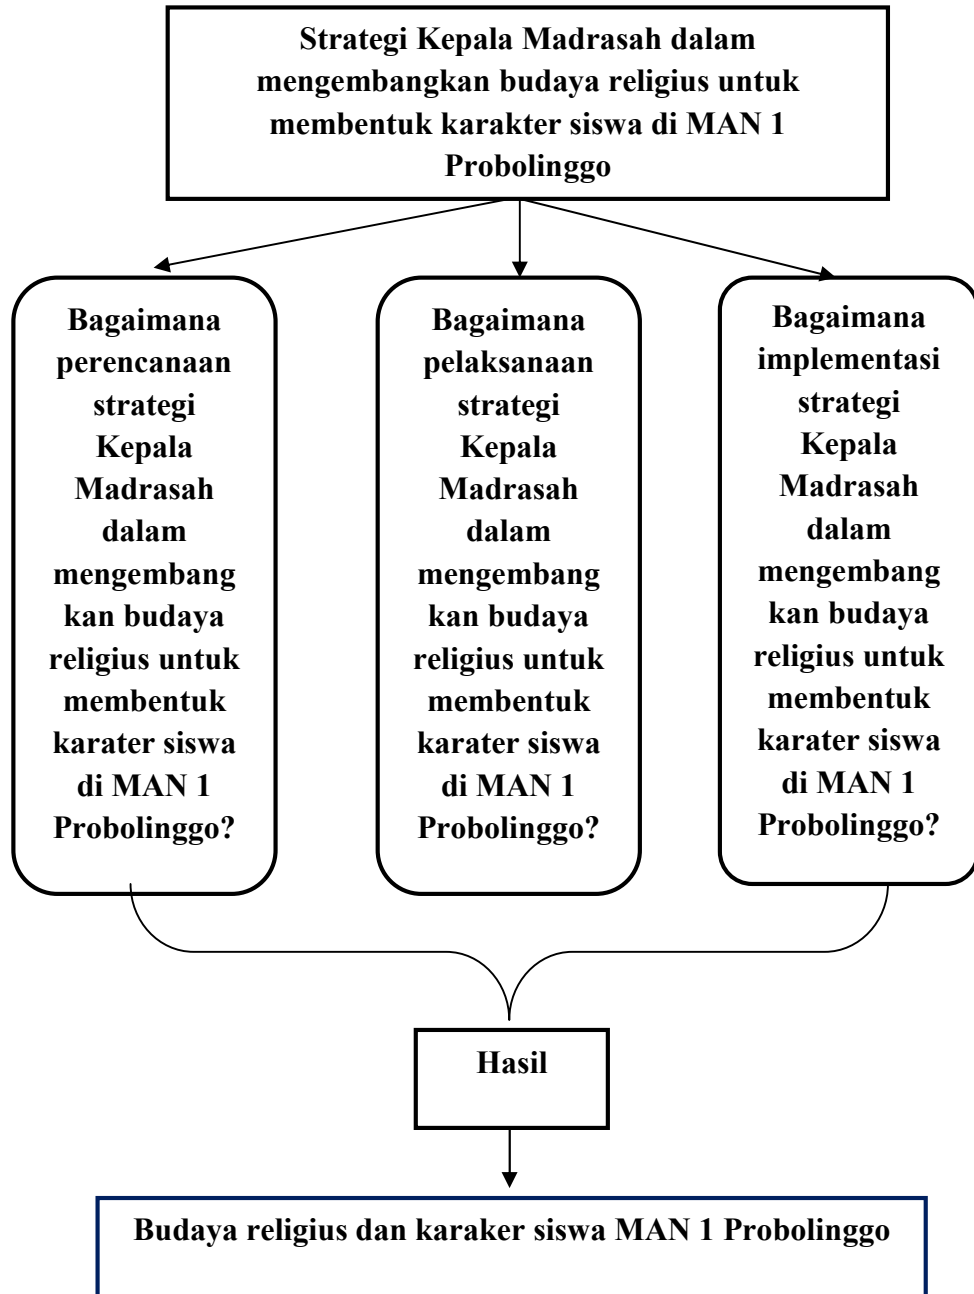 Strategi Kepala Madrasah dalam
mengembangkan budaya religius untuk
membentuk karakter siswa di MAN 1
Probolinggo
Bagaimana
perencanaan
strategi
Kepala
Madrasah
dalam
mengembang
kan budaya
religius untuk
membentuk
karater siswa
di MAN 1
Probolinggo?
Bagaimana
pelaksanaan
strategi
Kepala
Madrasah
dalam
mengembang
kan budaya
religius untuk
membentuk
karater siswa
di MAN 1
Probolinggo?
Bagaimana
implementasi
strategi
Kepala
Madrasah
dalam
mengembang
kan budaya
religius untuk
membentuk
karater siswa
di MAN 1
Probolinggo?
Hasil
Budaya religius dan karaker siswa MAN 1 Probolinggo